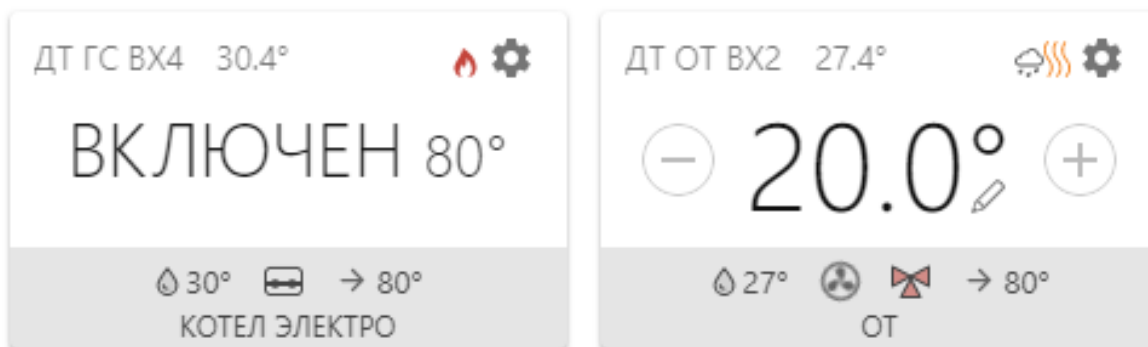 ДТ ГС ВХ4 30.4°
ВКЛЮЧЕН 80°
30° → 80°
КОТЕЛ ЭЛЕКТРО
ДТ ОТ ВХ2 27.4°
− 20.0° +
27° → 80°
ОТ